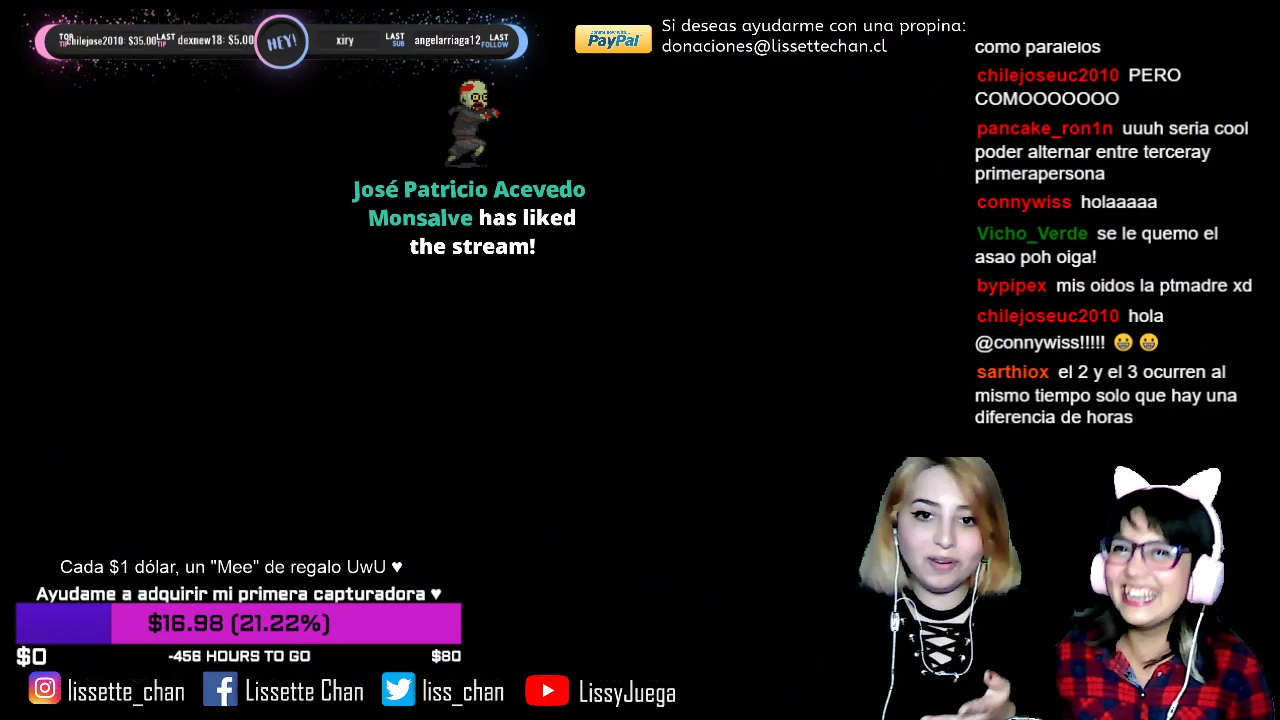 TOP TIP chilejose2010: $35.00 LAST TIP dexnew18: $5.00 HEY! xiry LAST SUB angelarriaga12 LAST FOLLOW
PayPal
Si deseas ayudarme con una propina:
donaciones@lissettechan.cl
José Patricio Acevedo
Monsalve has liked
the stream!
como paralelos
chilejoseuc2010 PERO
COMOOOOOOO
pancake_ron1n uuuh seria cool
poder alternar entre terceray
primerapersona
connywiss holaaaaa
Vicho_Verde se le quemo el
asao poh oiga!
bypipex mis oidos la ptmadre xd
chilejoseuc2010 hola
@connywiss!!!!! 😀 😀
sarthiox el 2 y el 3 ocurren al
mismo tiempo solo que hay una
diferencia de horas
Cada $1 dólar, un "Mee" de regalo UwU ♥
Ayudame a adquirir mi primera capturadora ♥
$16.98 (21.22%)
$0 -456 HOURS TO GO $80
lissette_chan Lissette Chan liss_chan LissyJuega